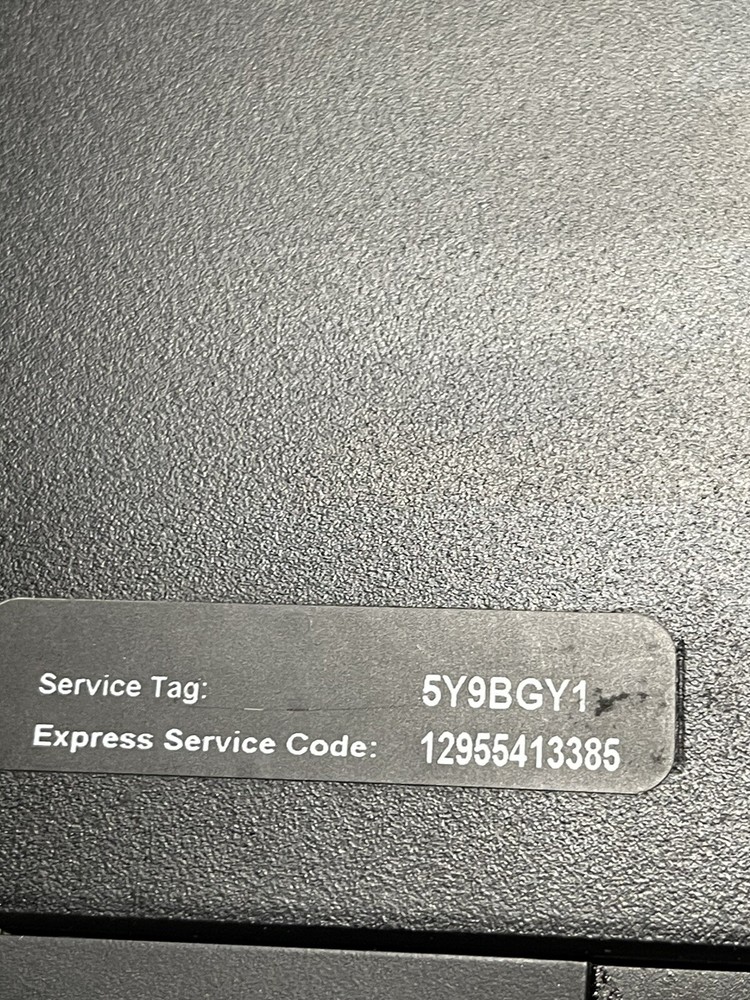 Service Tag: 5Y9BGY1
Express Service Code: 12955413385